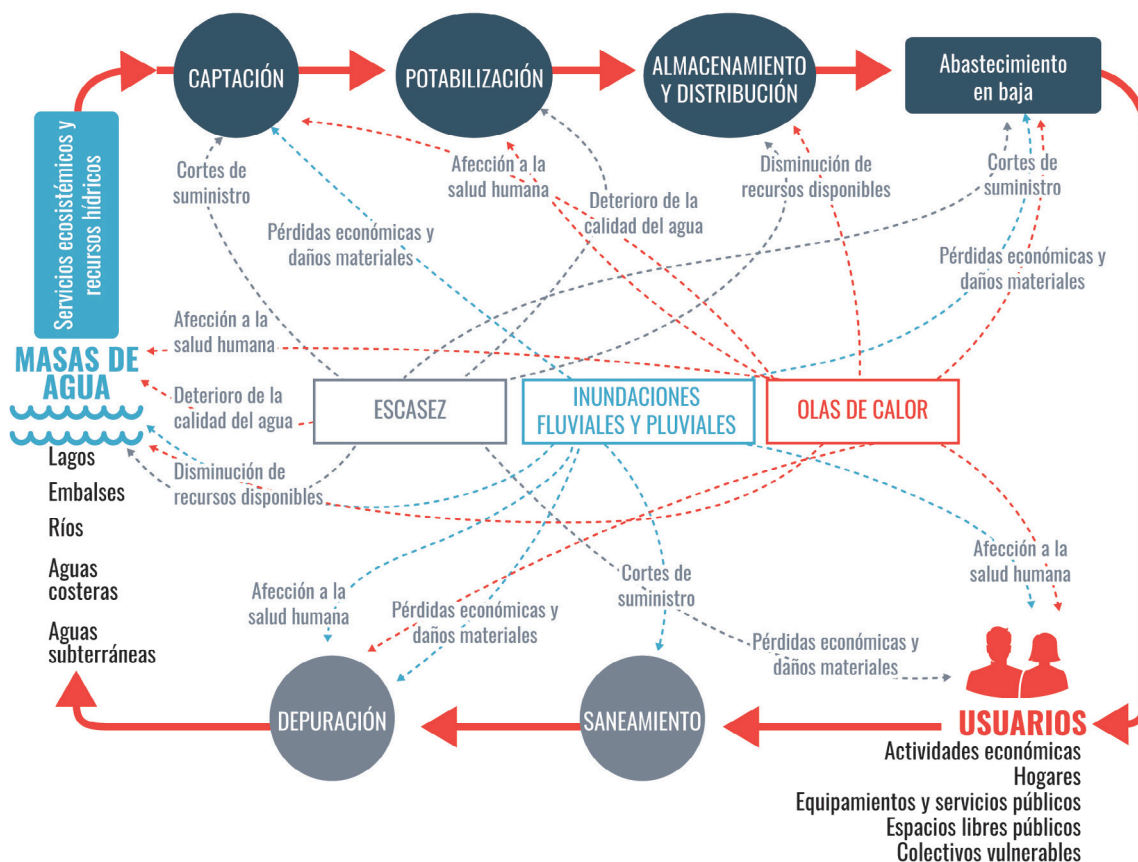 CAPTACIÓN
POTABILIZACIÓN
ALMACENAMIENTO
Y DISTRIBUCIÓN
Abastecimiento
en baja
Servicios ecosistémicos y
recursos hídricos
Cortes de
suministro
Afección a la
salud humana
Disminución de
recursos disponibles
Cortes de
suministro
Deterioro de la
calidad del agua
Pérdidas económicas y
daños materiales
Pérdidas económicas y
daños materiales
Afección a la
salud humana
MASAS DE
AGUA
Deterioro de la
calidad del agua
ESCASEZ
INUNDACIONES
FLUVIALES Y PLUVIALES
OLAS DE CALOR
Disminución de
recursos disponibles
Lagos
Embalses
Ríos
Aguas
costeras
Aguas
subterráneas
Afección a la
salud humana
Pérdidas económicas y
daños materiales
Cortes de
suministro
Afección a la
salud humana
Pérdidas económicas y
daños materiales
DEPURACIÓN
SANEAMIENTO
USUARIOS
Actividades económicas
Hogares
Equipamientos y servicios públicos
Espacios libres públicos
Colectivos vulnerables